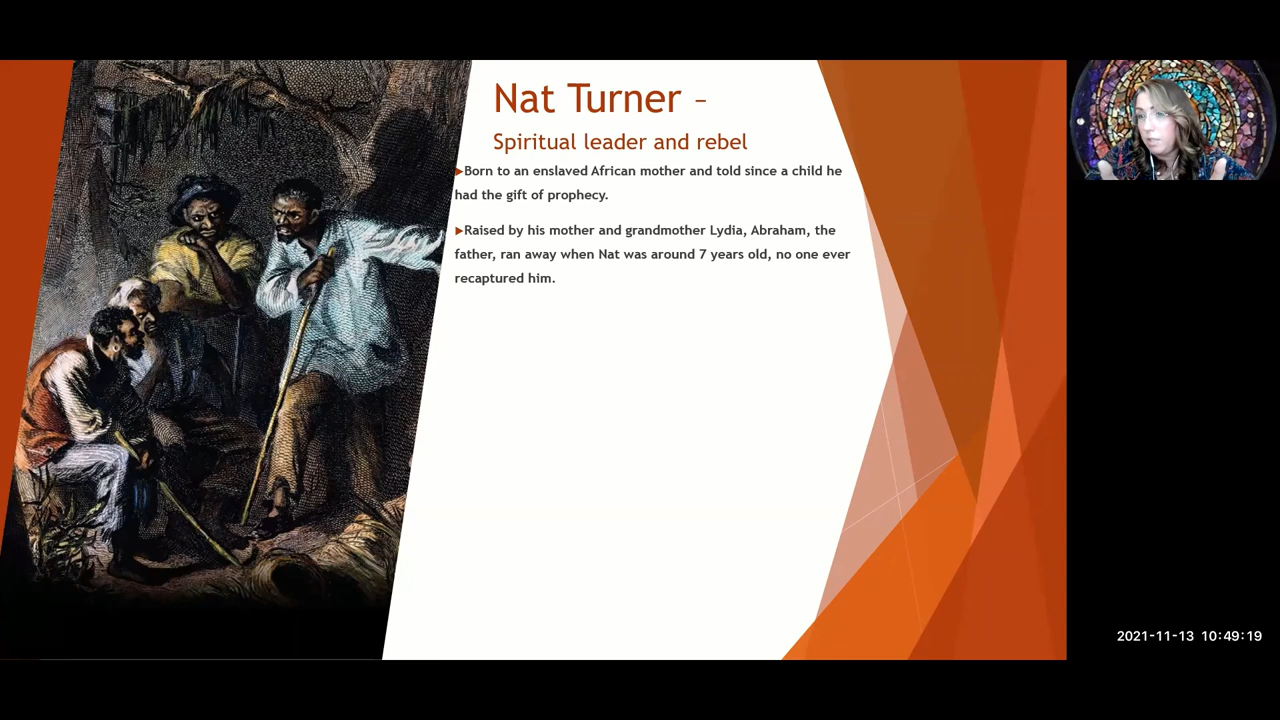 Nat Turner –
Spiritual leader and rebel
▶Born to an enslaved African mother and told since a child he
had the gift of prophecy.
▶Raised by his mother and grandmother Lydia, Abraham, the
father, ran away when Nat was around 7 years old, no one ever
recaptured him.
2021-11-13 10:49:19